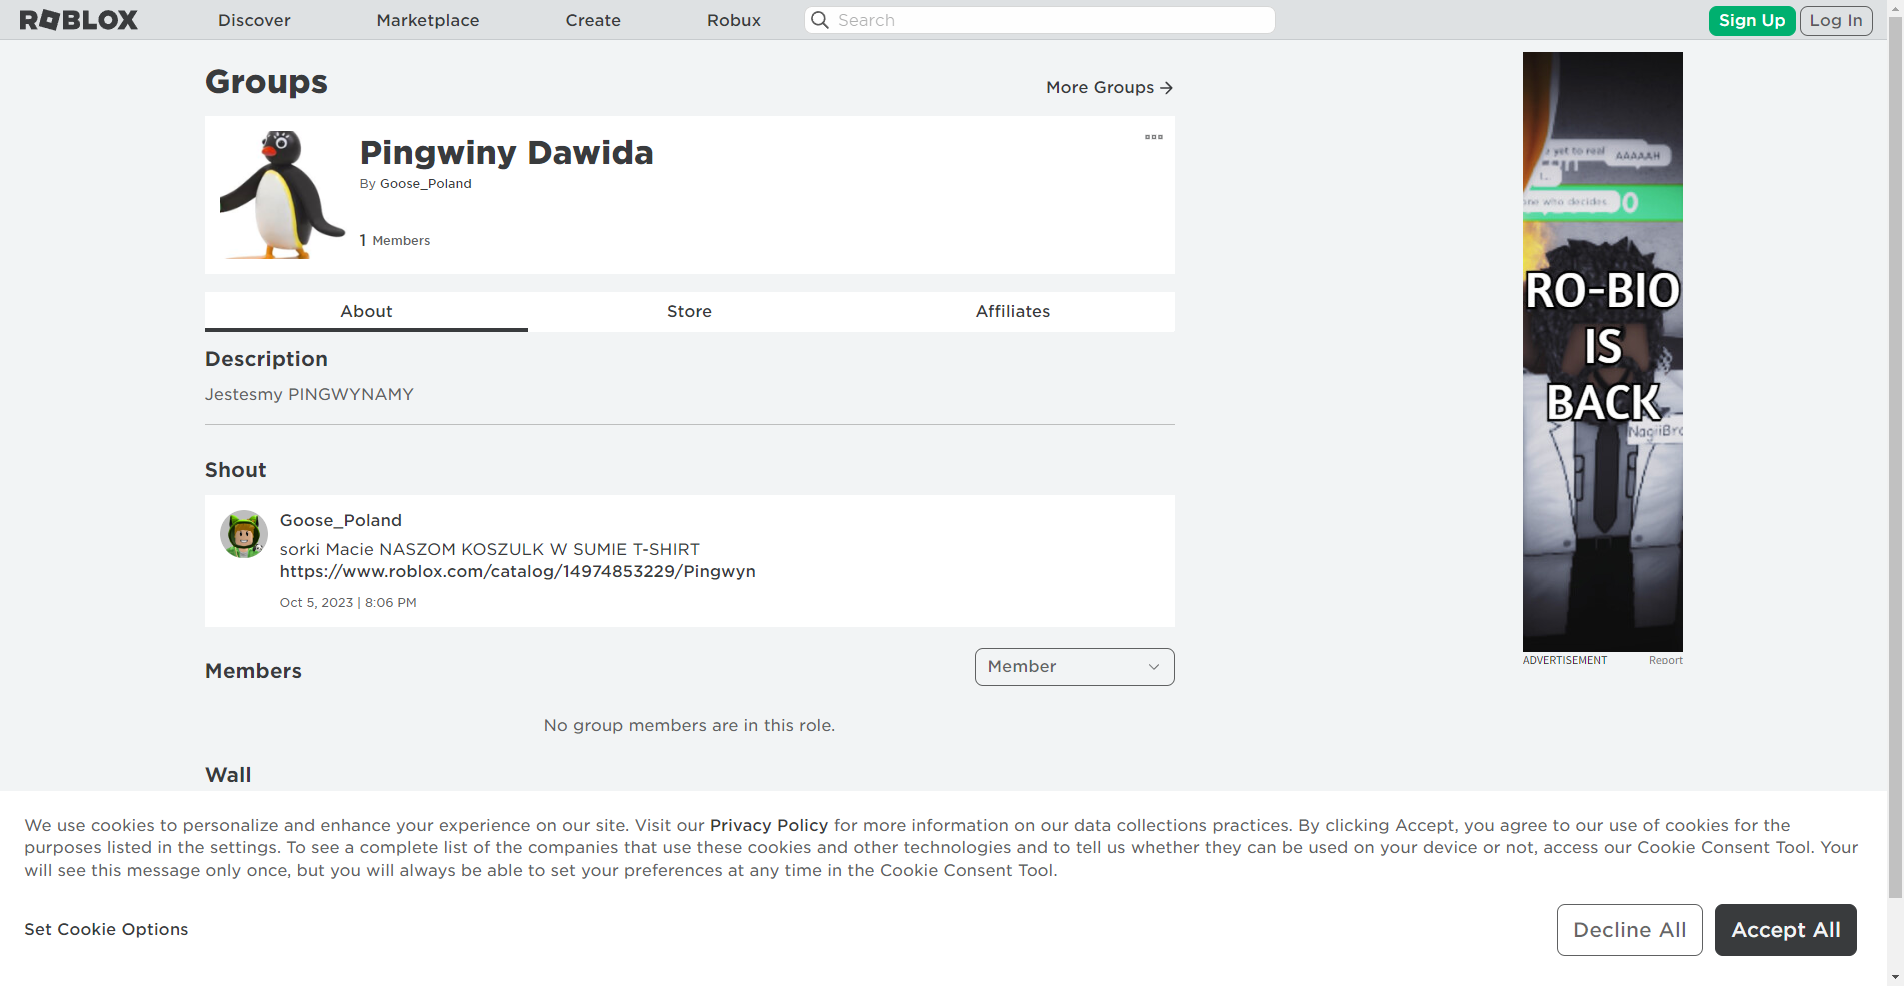 ROBLOX
Discover
Marketplace
Create
Robux
Search
Sign Up
Log In
Groups
More Groups
Pingwiny Dawida
By Goose_Poland
1 Members
About
Store
Affiliates
Description
Jestesmy PINGWYNAMY
Shout
Goose_Poland
sorki Macie NASZOM KOSZULK W SUMIE T-SHIRT
https://www.roblox.com/catalog/14974853229/Pingwyn
Oct 5, 2023 | 8:06 PM
Members
Member
No group members are in this role.
Wall
yet to real
AAAAAH
one who decides..
RO-BIO
IS
BACK
ADVERTISEMENT
Report
We use cookies to personalize and enhance your experience on our site. Visit our Privacy Policy for more information on our data collections practices. By clicking Accept, you agree to our use of cookies for the
purposes listed in the settings. To see a complete list of the companies that use these cookies and other technologies and to tell us whether they can be used on your device or not, access our Cookie Consent Tool. Your
will see this message only once, but you will always be able to set your preferences at any time in the Cookie Consent Tool.
Set Cookie Options
Decline All
Accept All